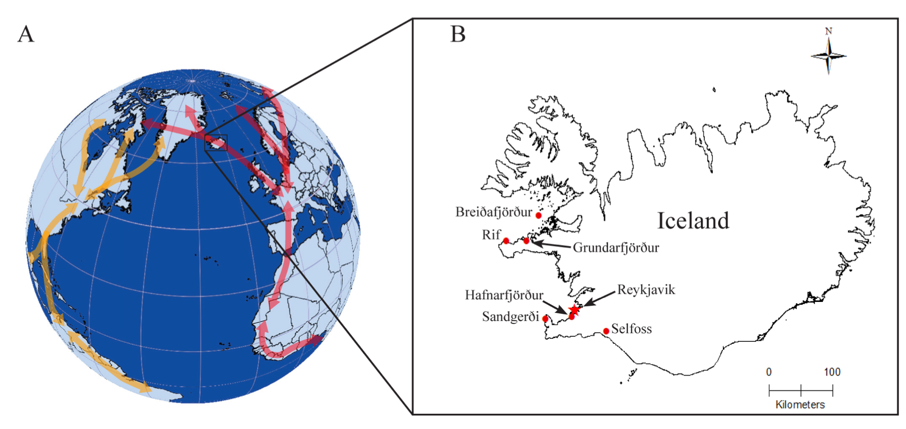 A
B
N
Breiðafjörður
Iceland
Rif
Grundarfjörður
Hafnarfjörður
Reykjavik
Sandgerði
Selfoss
0 100
Kilometers